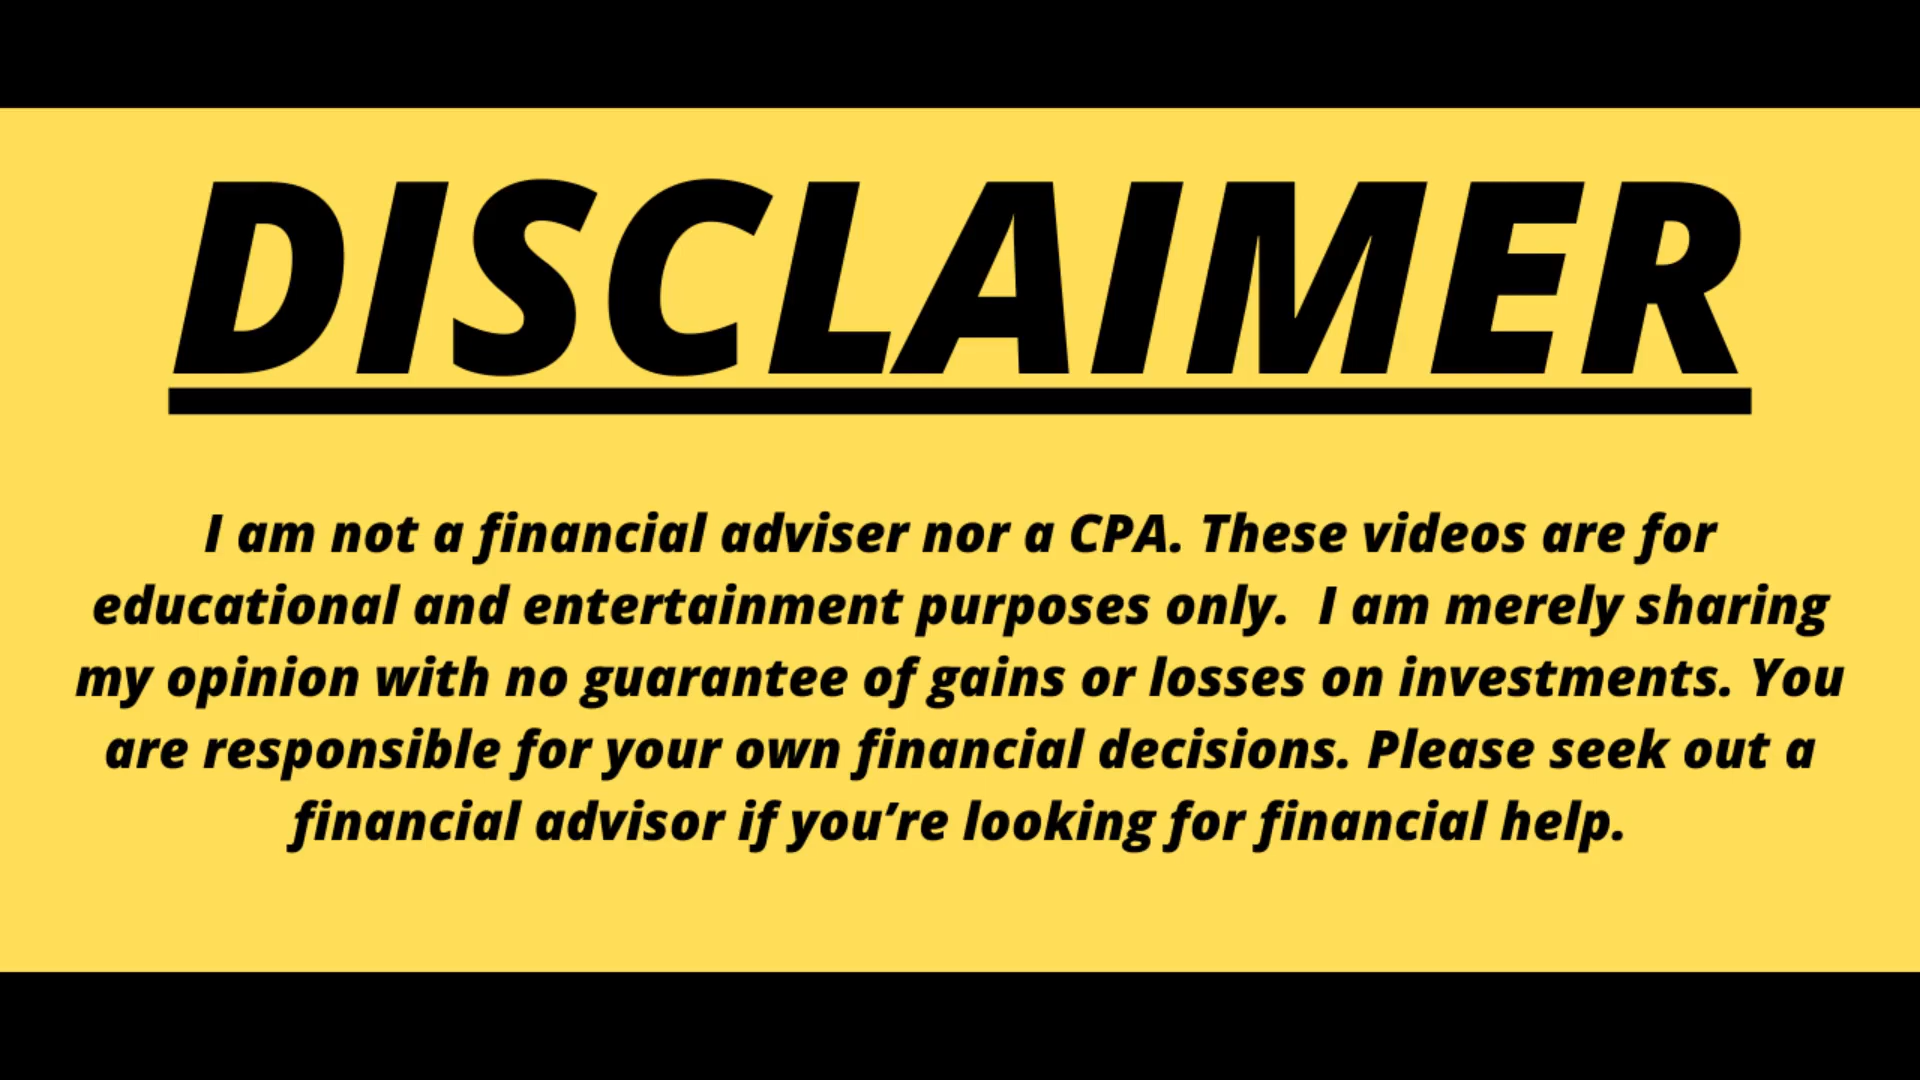 DISCLAIMER
I am not a financial adviser nor a CPA. These videos are for
educational and entertainment purposes only.  I am merely sharing
my opinion with no guarantee of gains or losses on investments. You
are responsible for your own financial decisions. Please seek out a
financial advisor if you’re looking for financial help.